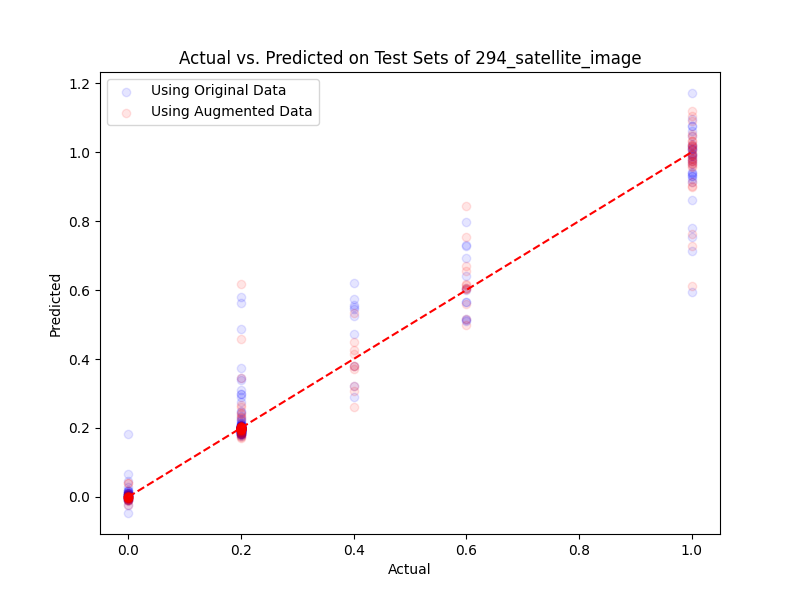 Actual vs. Predicted on Test Sets of 294_satellite_image
Using Original Data
Using Augmented Data
1.2
1.0
0.8
0.6
0.4
0.2
0.0
Predicted
0.0 0.2 0.4 0.6 0.8 1.0
Actual